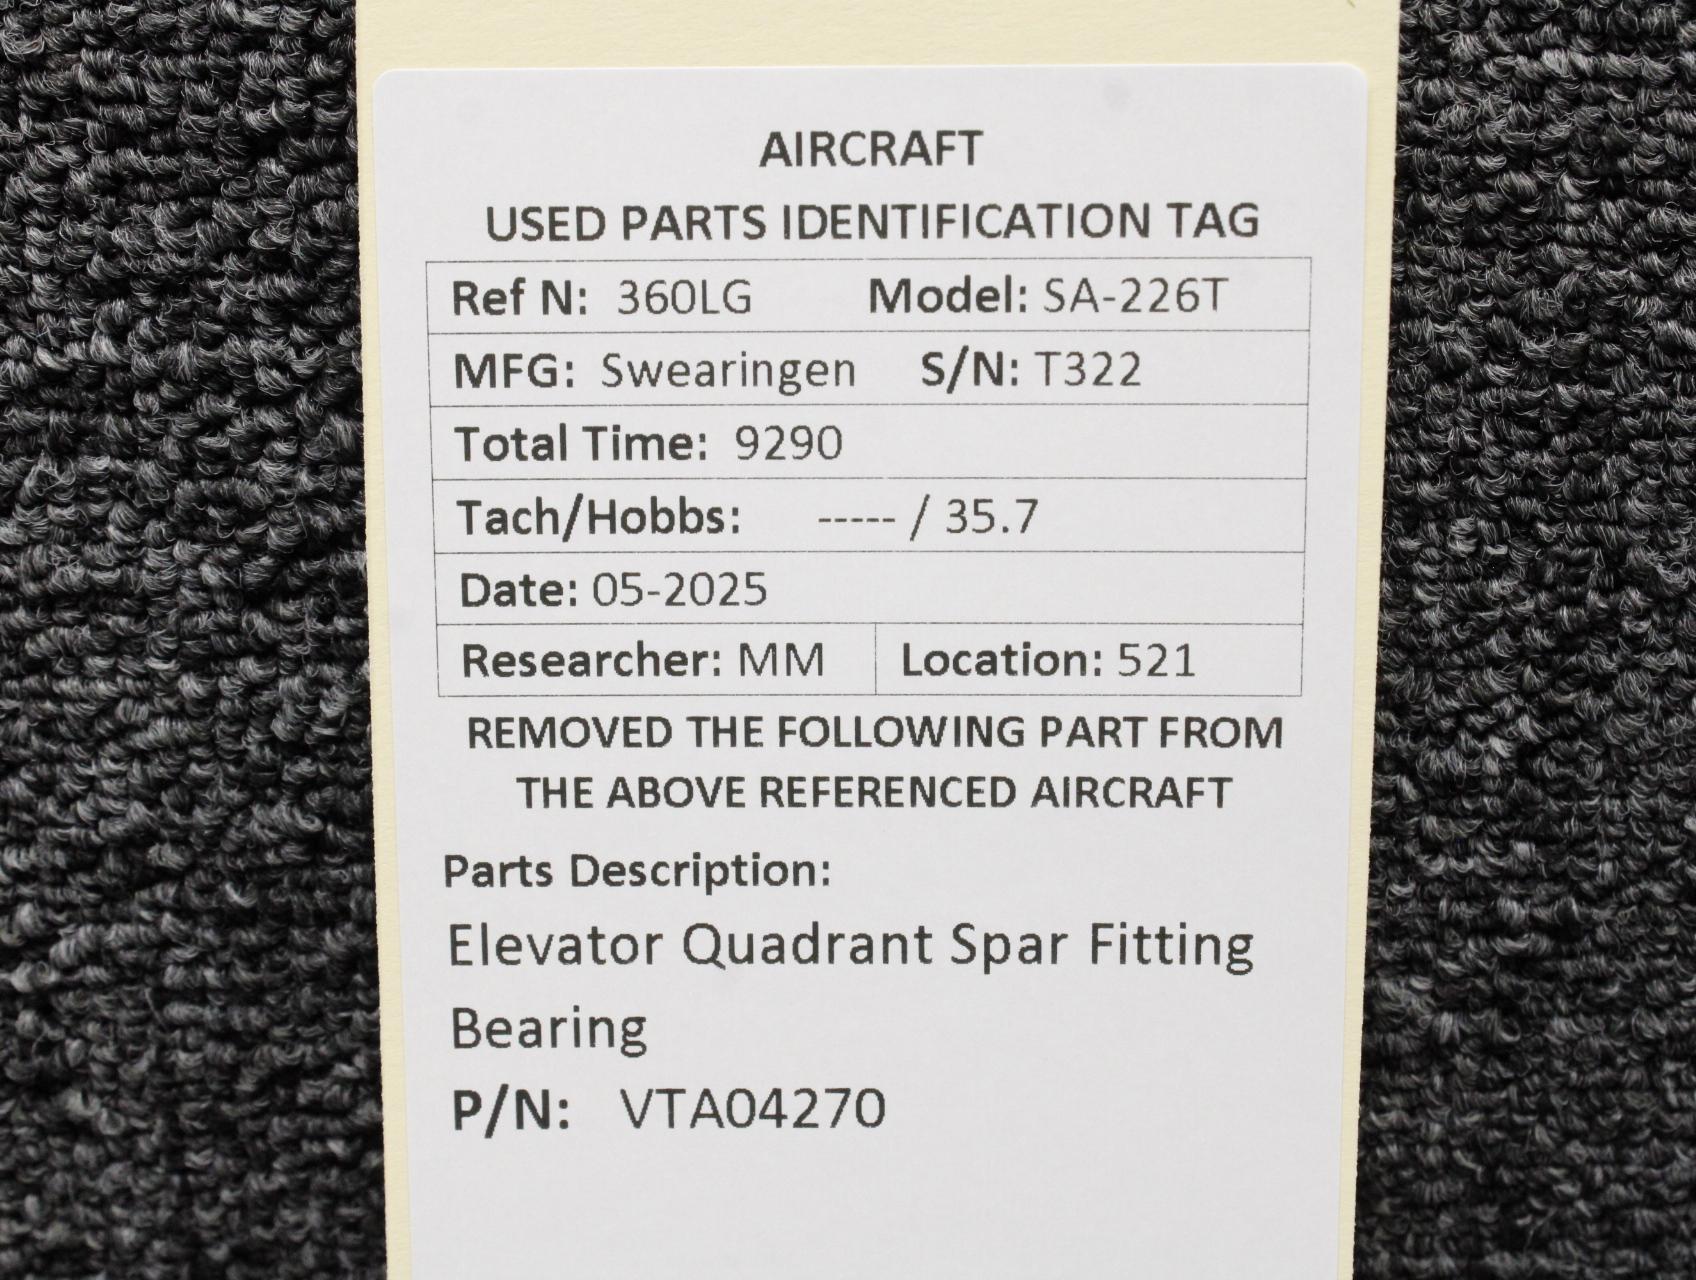 AIRCRAFT
USED PARTS IDENTIFICATION TAG
Ref N: 360LG Model: SA-226T
MFG: Swearingen S/N: T322
Total Time: 9290
Tach/Hobbs: ----- / 35.7
Date: 05-2025
Researcher: MM Location: 521
REMOVED THE FOLLOWING PART FROM
THE ABOVE REFERENCED AIRCRAFT
Parts Description:
Elevator Quadrant Spar Fitting
Bearing
P/N: VTA04270